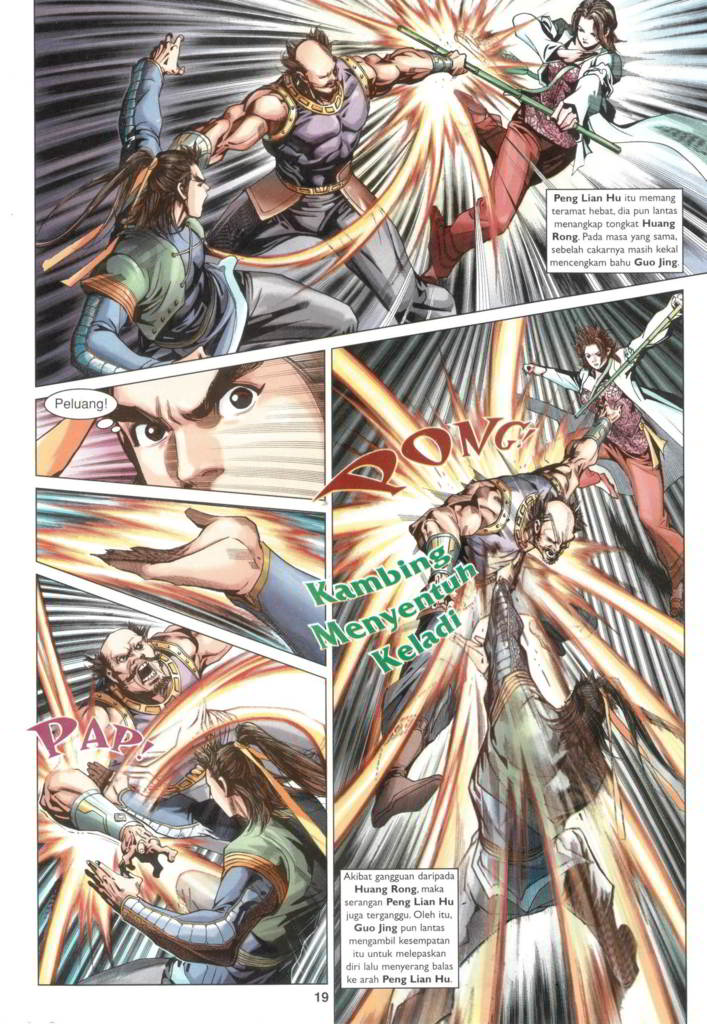 Peng Lian Hu itu memang
teramat hebat, dia pun lantas
menangkap tongkat Huang
Rong. Pada masa yang sama,
sebelah cakarnya masih kekal
mencengkam bahu Guo Jing.
Peluang!
PAP!
PONG!
Kambing
Menyentuh
Keladi
Akibat gangguan daripada
Huang Rong, maka
serangan Peng Lian Hu
juga terganggu. Oleh itu,
Guo Jing pun lantas
mengambil kesempatan
itu untuk melepaskan
diri lalu menyerang balas
ke arah Peng Lian Hu.
19